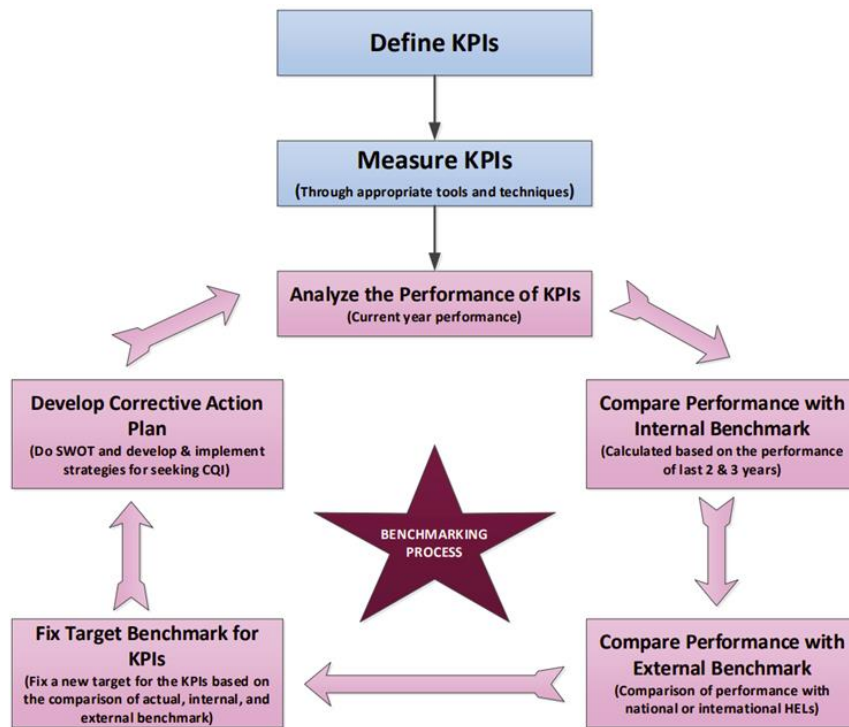 Define KPIs
Measure KPIs
(Through appropriate tools and techniques)
Analyze the Performance of KPIs
(Current year performance)
Develop Corrective Action
Plan
(Do SWOT and develop & implement
strategies for seeking CQI)
Compare Performance with
Internal Benchmark
(Calculated based on the performance
of last 2 & 3 years)
BENCHMARKING
PROCESS
Fix Target Benchmark for
KPIs
(Fix a new target for the KPIs based on
the comparison of actual, internal, and
external benchmark)
Compare Performance with
External Benchmark
(Comparison of performance with
national or international HELs)